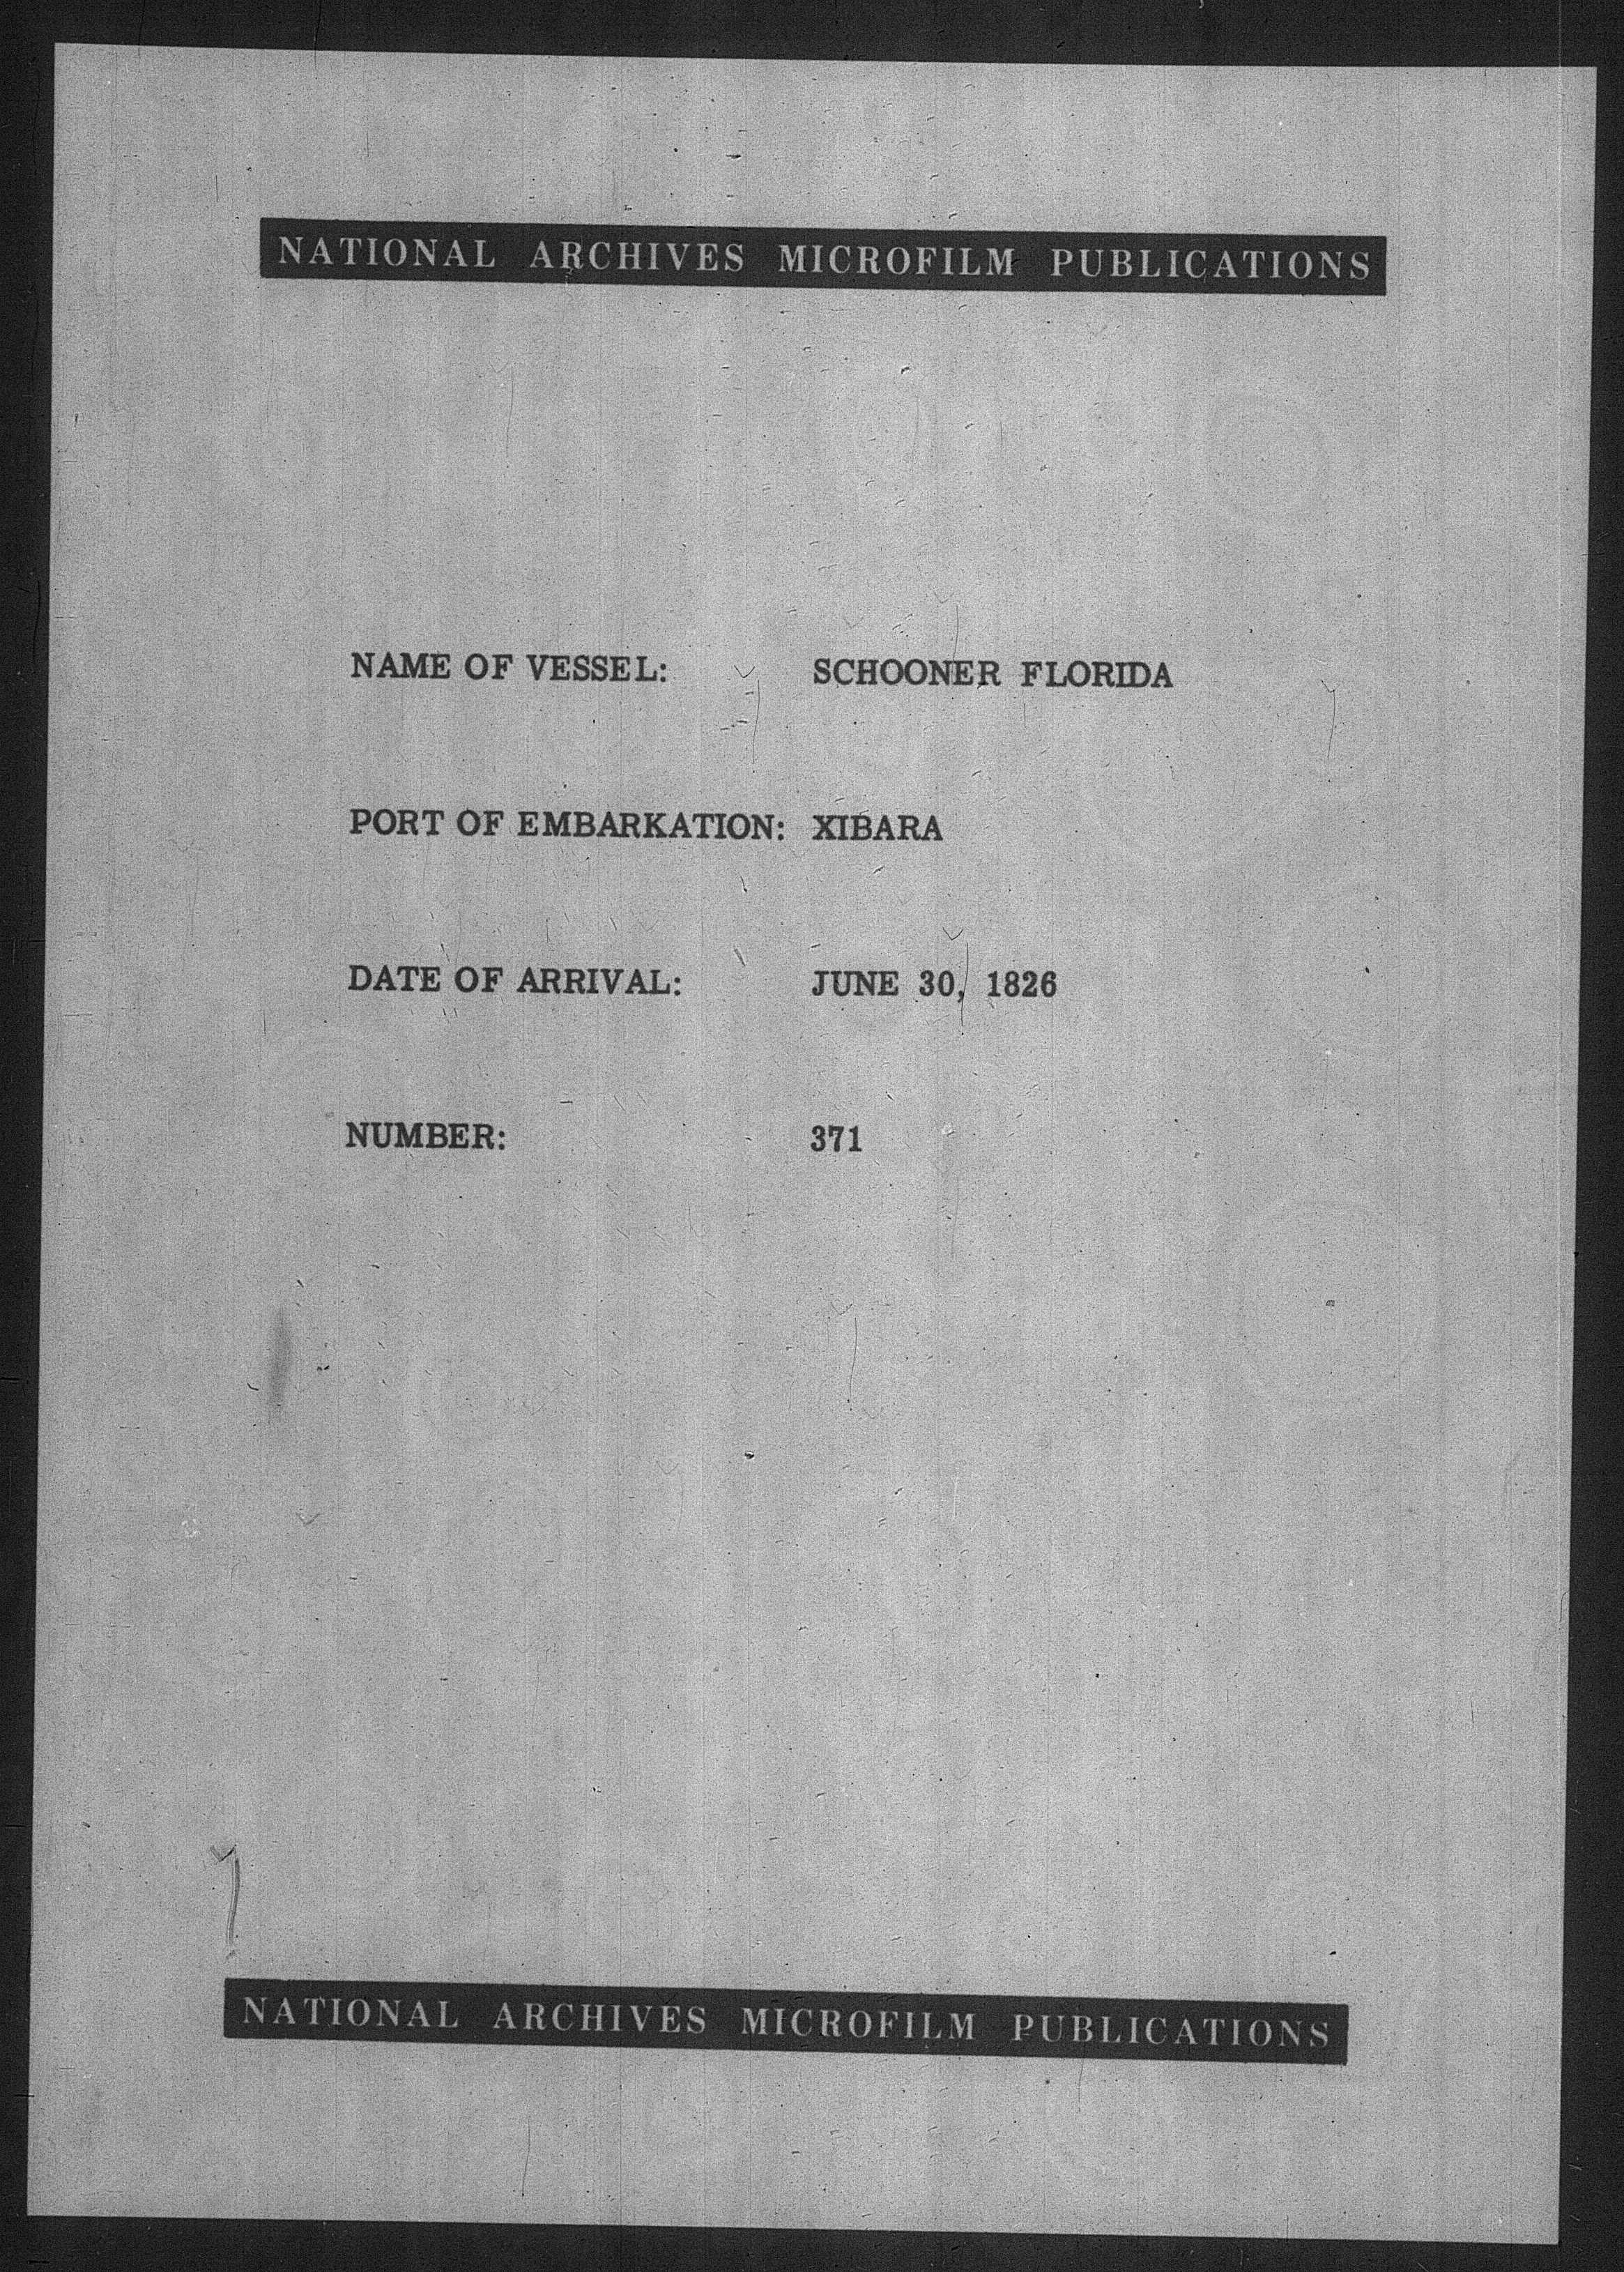 NATIONAL ARCHIVES MICROFILM PUBLICATIONS
NAME OF VESSEL: SCHOONER FLORIDA
PORT OF EMBARKATION: XIBARA
DATE OF ARRIVAL: JUNE 30, 1826
NUMBER: 371
NATIONAL ARCHIVES MICROFILM PUBLICATIONS